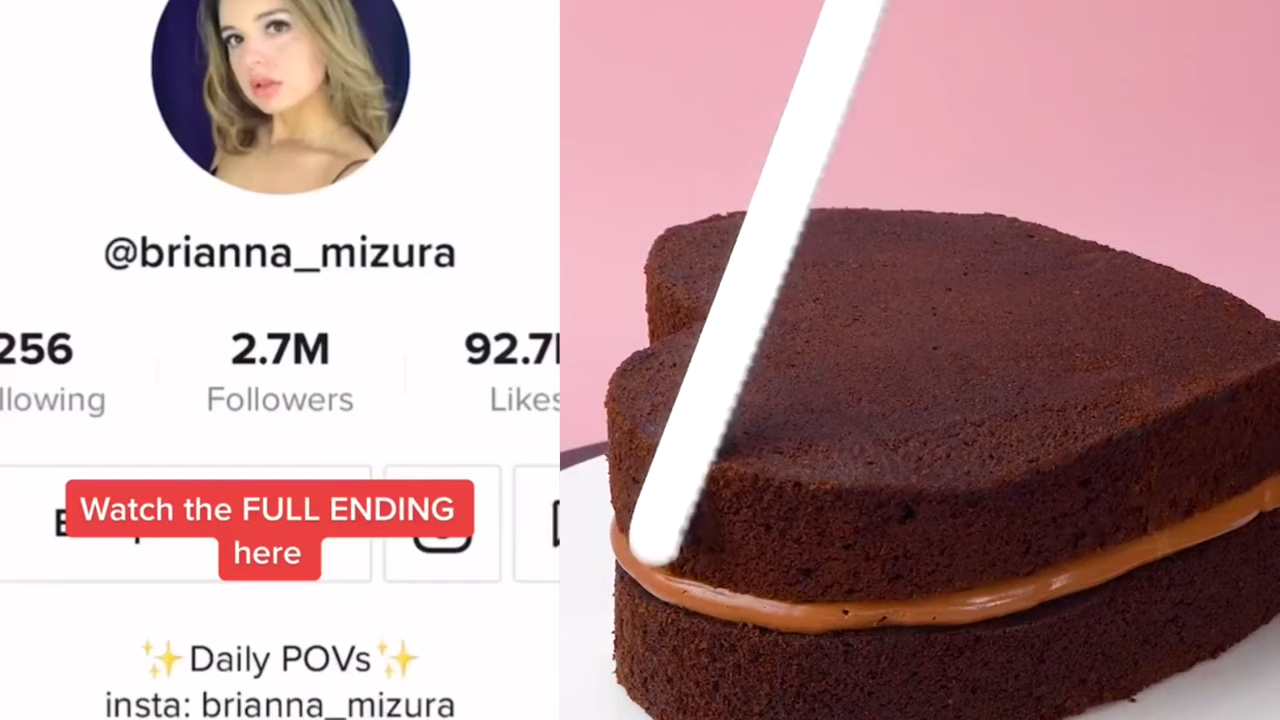 @brianna_mizura
256 2.7M 92.7
llowing Followers Likes
Watch the FULL ENDING
here
✨Daily POVs✨
insta: brianna_mizura